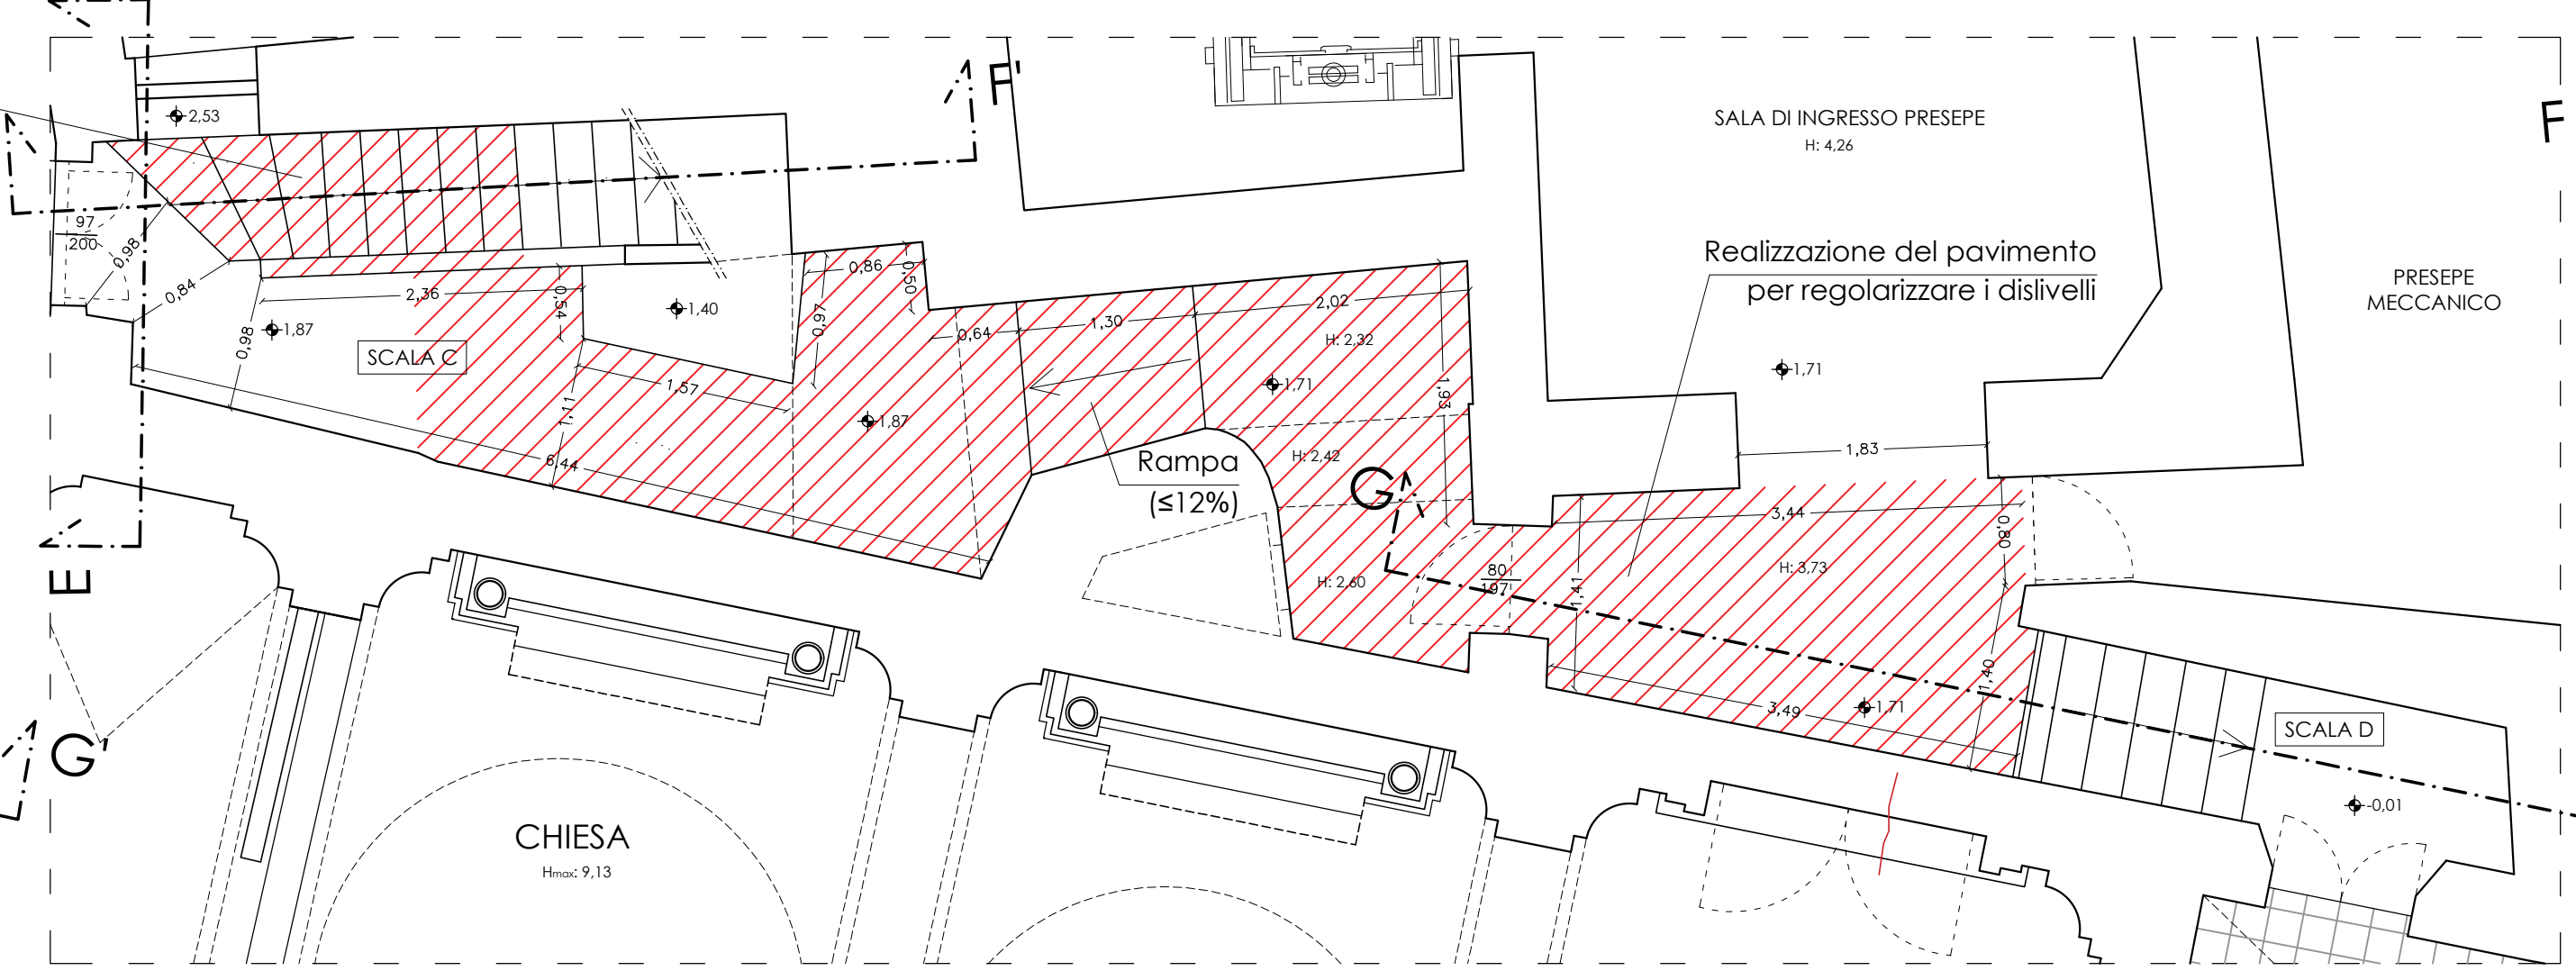 F'
2,53
SALA DI INGRESSO PRESEPE
H: 4,26
F
97
200
0,98
0,84
0,86
0,50
Realizzazione del pavimento
per regolarizzare i dislivelli
PRESEPE
MECCANICO
2,36
0,54
1,40
0,67
2,02
1,30
0,64
H: 2,32
1,87
0,98
SCALA C
1,71
1,71
1,57
1,93
1,11
1,87
1,83
H: 2,42
Rampa
(≤12%)
6,44
G
3,44
0,80
E
H: 2,60
80
197
1,41
H: 3,73
1,40
3,49
1,71
SCALA D
G'
-0,01
CHIESA
Hmax: 9,13